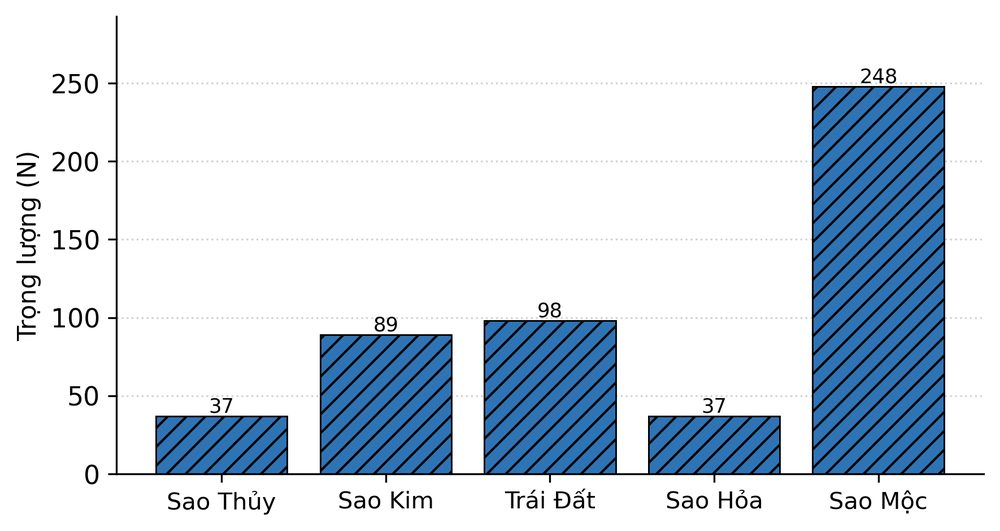 Trọng lượng (N)
250
200
150
100
50
0
37
89
98
37
248
Sao Thủy
Sao Kim
Trái Đất
Sao Hỏa
Sao Mộc